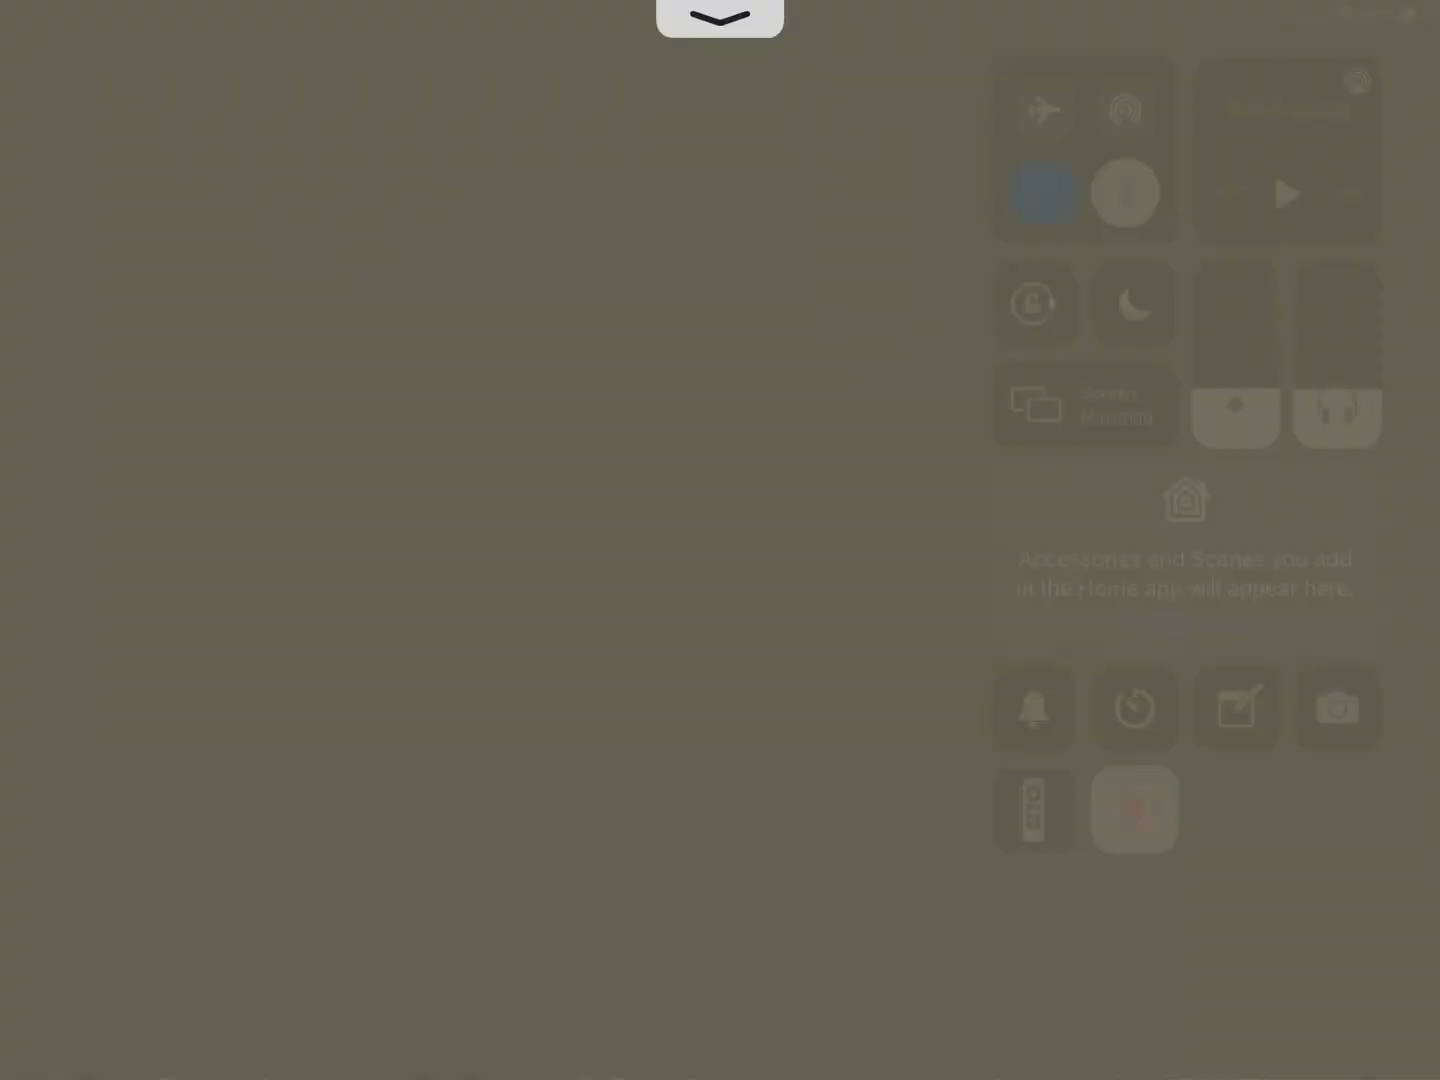 Screen
Mirroring
Accessories and Scenes you add
in the Home app will appear here.